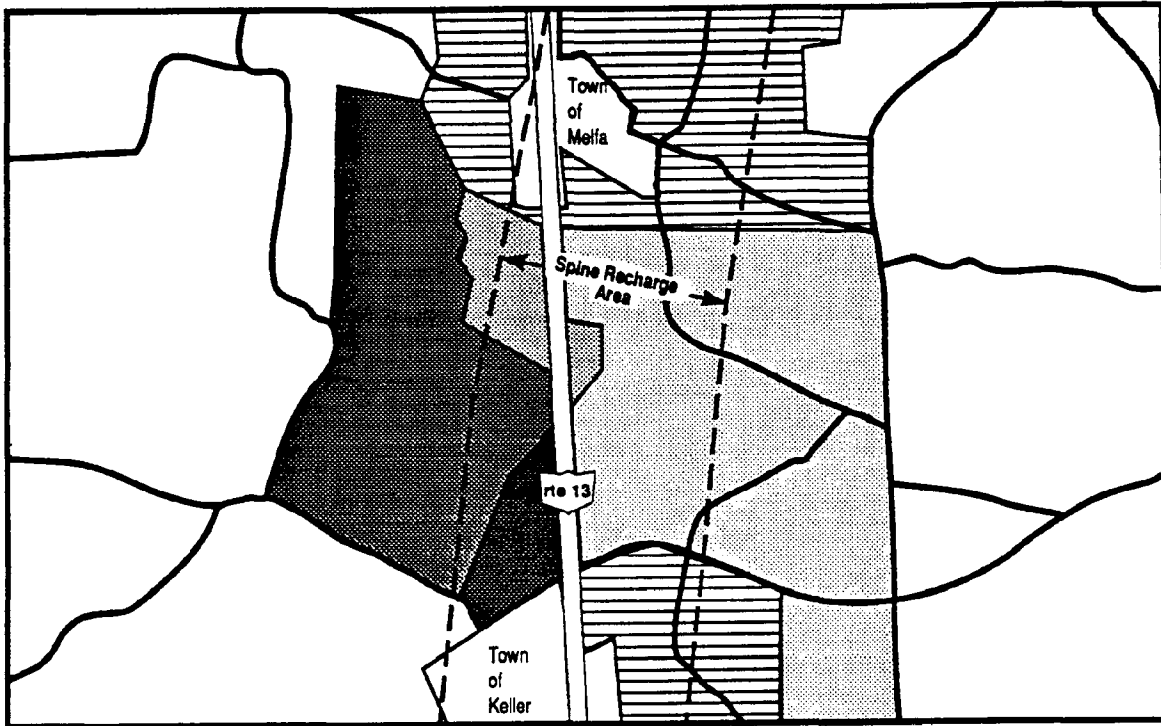 Town
of
Melfa
Spine Recharge
Area
rte 13
Town
of
Keller